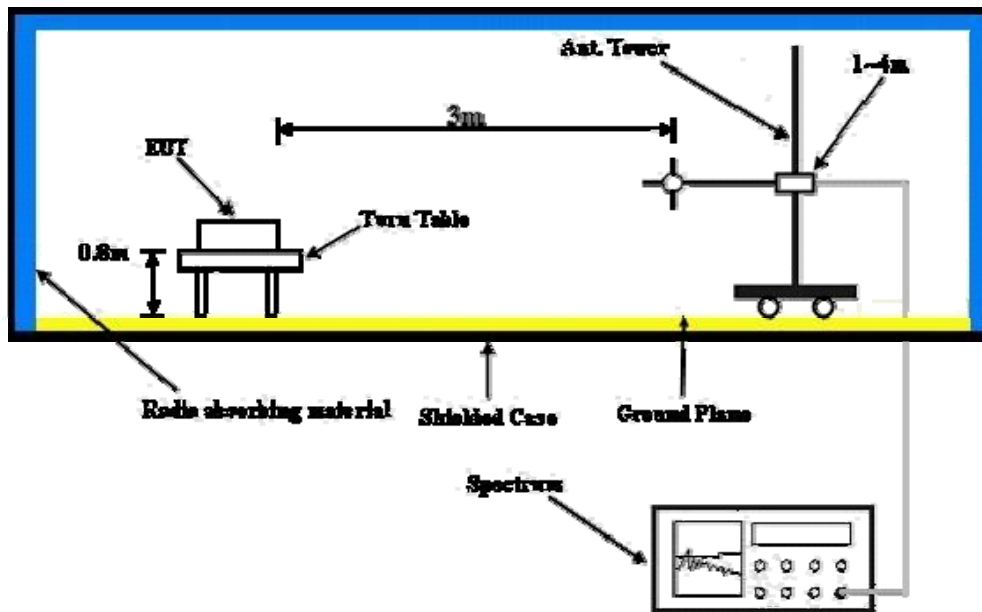 Ant. Tower
1~4m
3m
EUT
Turn Table
0.8m
Radio absorbing material
Shielded Case
Ground Plane
Spectrum